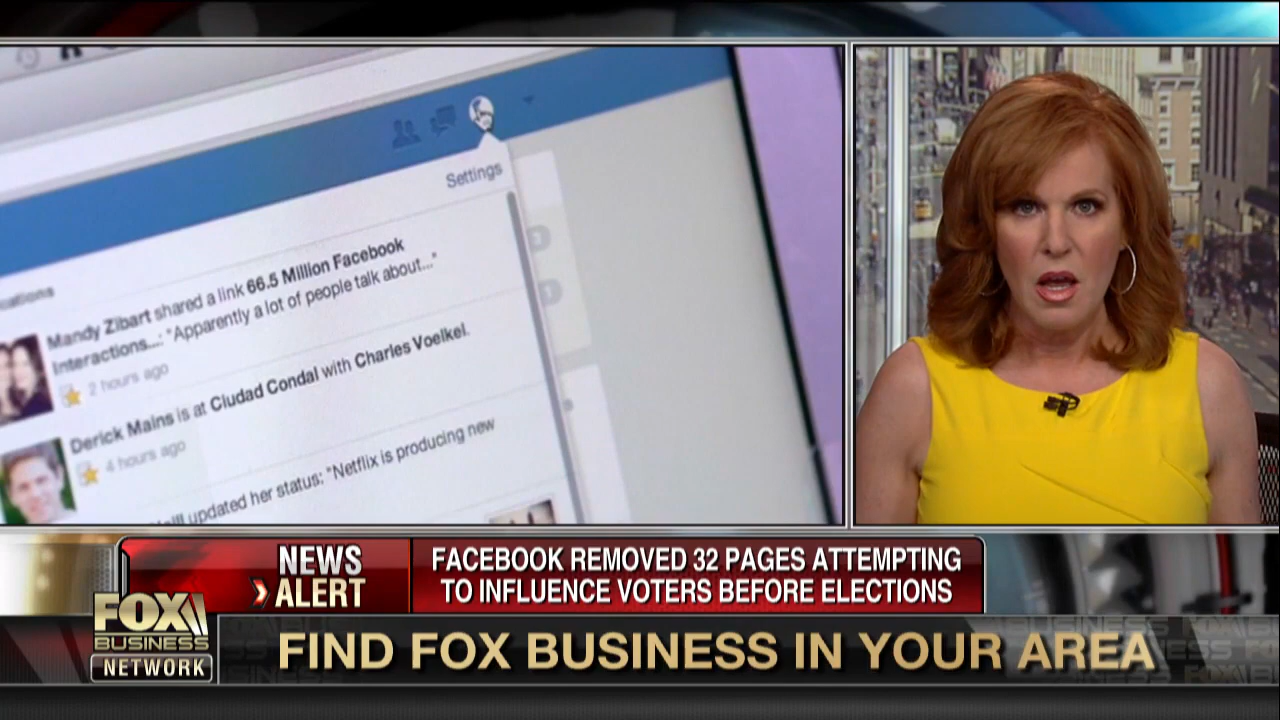 Settings
Mandy Zibart shared a link 66.5 Million Facebook
Interactions...: "Apparently a lot of people talk about..."
2 hours ago
Derick Mains is at Ciudad Condal with Charles Voelkel.
4 hours ago
updated her status: "Netflix is producing new
NEWS
ALERT
FACEBOOK REMOVED 32 PAGES ATTEMPTING
TO INFLUENCE VOTERS BEFORE ELECTIONS
FOX
BUSINESS
NETWORK
FIND FOX BUSINESS IN YOUR AREA